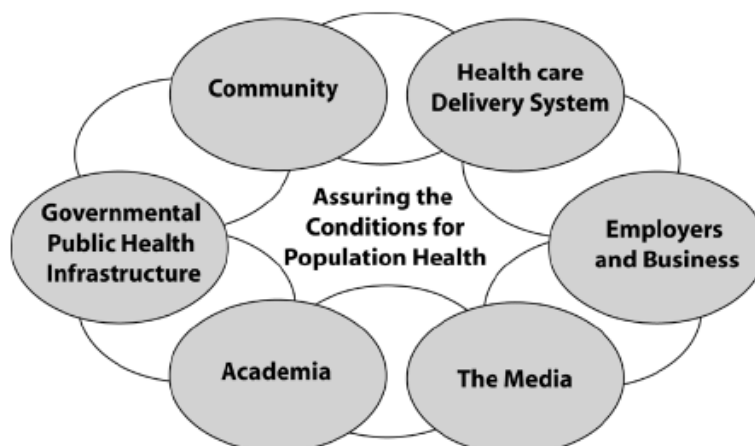 Community
Health care
Delivery System
Governmental
Public Health
Infrastructure
Assuring the
Conditions for
Population Health
Employers
and Business
Academia
The Media